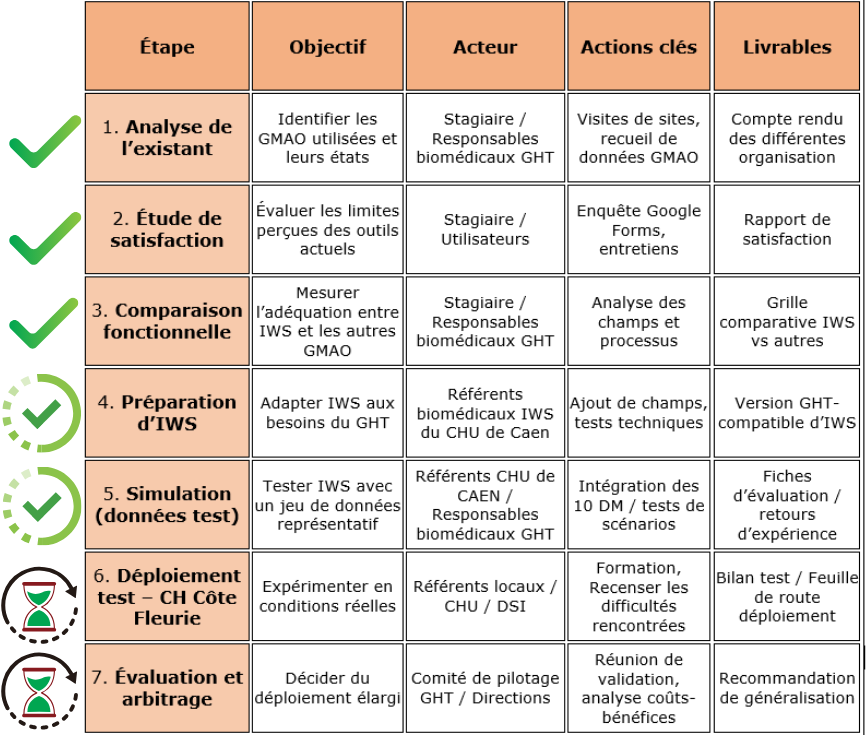 Étape
Objectif
Acteur
Actions clés
Livrables
1. Analyse de
l’existant
Identifier les
GMAO utilisées et
leurs états
Stagiaire /
Responsables
biomédicaux GHT
Visites de sites,
recueil de
données GMAO
Compte rendu
des différentes
organisation
2. Étude de
satisfaction
Évaluer les limites
perçues des outils
actuels
Stagiaire /
Utilisateurs
Enquête Google
Forms,
entretiens
Rapport de
satisfaction
3. Comparaison
fonctionnelle
Mesurer
l’adéquation entre
IWS et les autres
GMAO
Stagiaire /
Responsables
biomédicaux GHT
Analyse des
champs et
processus
Grille
comparative IWS
vs autres
4. Préparation
d’IWS
Adapter IWS aux
besoins du GHT
Référents
biomédicaux IWS
du CHU de Caen
Ajout de champs,
tests techniques
Version GHT-
compatible d’IWS
5. Simulation
(données test)
Tester IWS avec
un jeu de données
représentatif
Référents CHU de
CAEN /
Responsables
biomédicaux GHT
Intégration des
10 DM / tests de
scénarios
Fiches
d’évaluation /
retours
d’expérience
6. Déploiement
test – CH Côte
Fleurie
Expérimenter en
conditions réelles
Référents locaux /
CHU / DSI
Formation,
Recenser les
difficultés
rencontrées
Bilan test / Feuille
de route
déploiement
7. Évaluation et
arbitrage
Décider du
déploiement élargi
Comité de pilotage
GHT / Directions
Réunion de
validation,
analyse coûts-
bénéfices
Recommandation
de généralisation